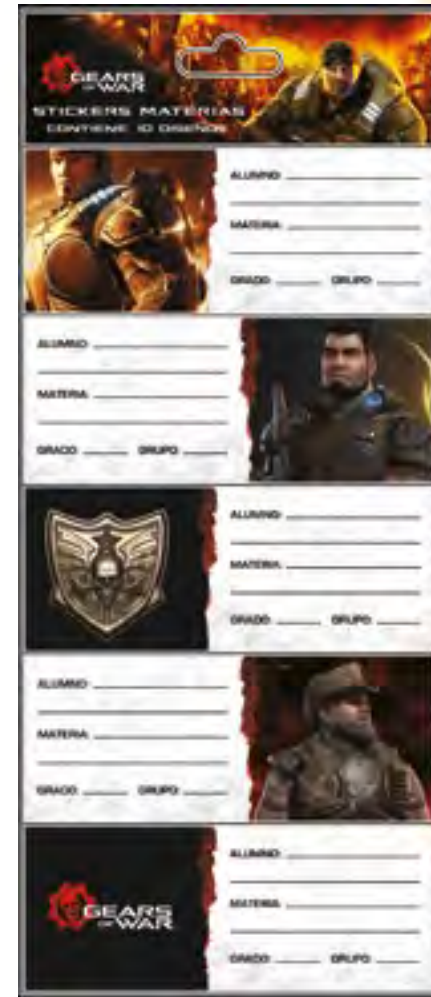 GEARS
OF WAR
STICKERS MATERIAS
CONTIENE 10 DISEÑOS
ALUMNO:
MATERIA:
GRADO: GRUPO:
ALUMNO:
MATERIA:
GRADO: GRUPO:
ALUMNO:
MATERIA:
GRADO: GRUPO:
ALUMNO:
MATERIA:
GRADO: GRUPO:
GEARS
OF WAR
ALUMNO:
MATERIA:
GRADO: GRUPO: